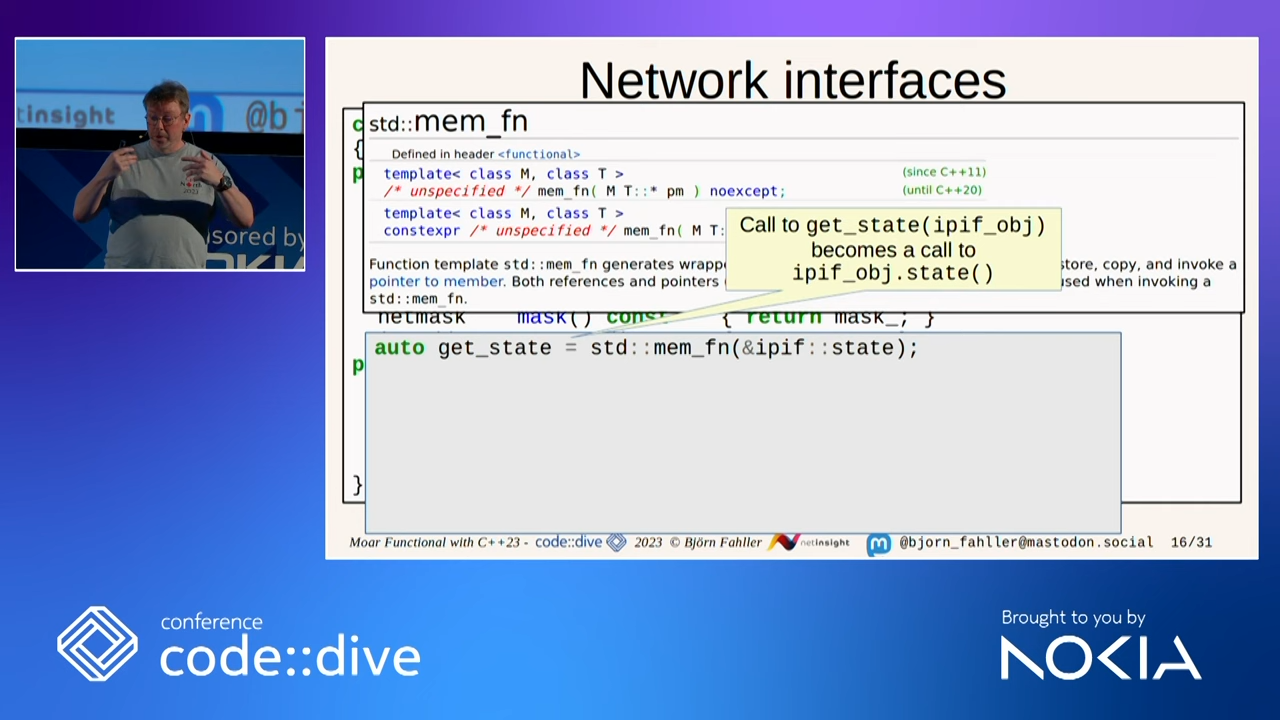 tinsight
@bj
Nordic
2023
sored by
NOKIA
Network interfaces
c
{
p
std::mem_fn
Defined in header <functional>
template< class M, class T >
/* unspecified */ mem_fn( M T::* pm ) noexcept;
(since C++11)
(until C++20)
template< class M, class T >
constexpr /* unspecified */ mem_fn( M T:
Call to get_state(ipif_obj)
becomes a call to
ipif_obj.state()
Function template std::mem_fn generates wrappe
store, copy, and invoke a
pointer to member. Both references and pointers
used when invoking a
std::mem_fn.
netmask mask() const { return mask_; }
p
auto get_state = std::mem_fn(&ipif::state);
}
Moar Functional with C++23 - code::dive 2023 © Björn Fahller netinsight @bjorn_fahller@mastodon.social 16/31
conference
code::dive
Brought to you by
NOKIA